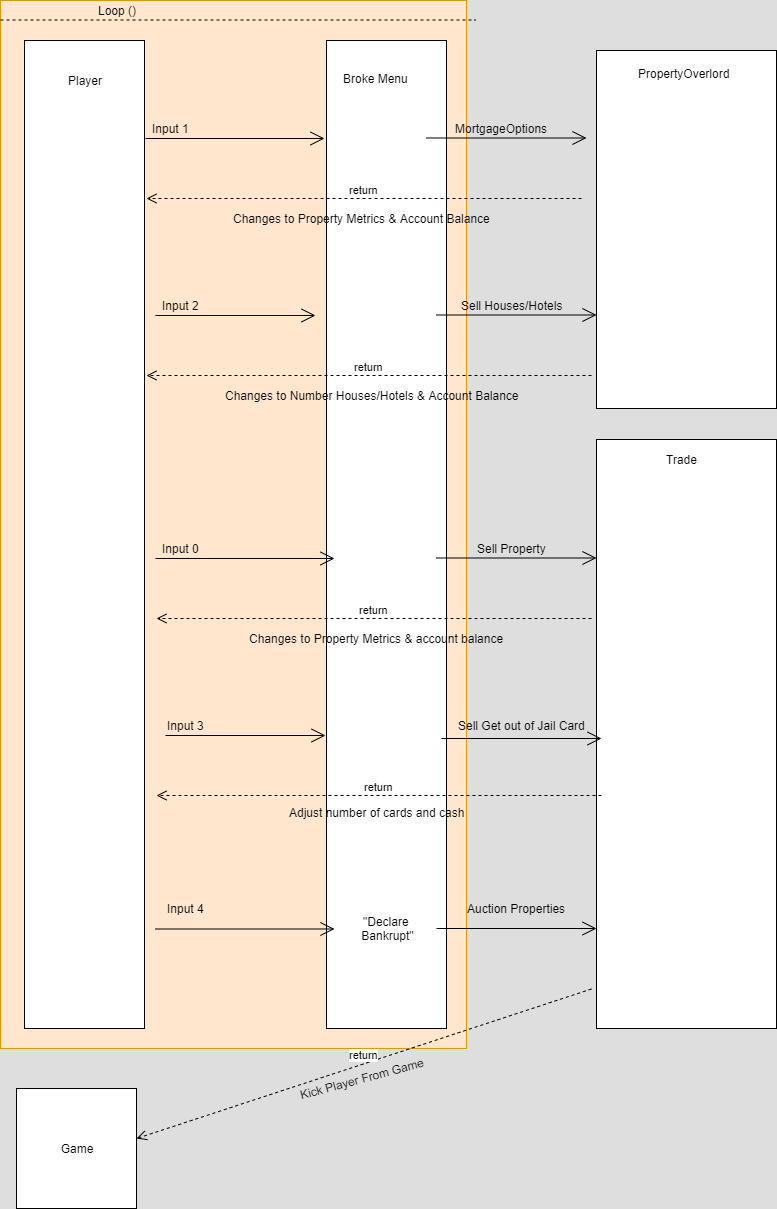 Loop ()
Player
Broke Menu
PropertyOverlord
Input 1
MortgageOptions
return
Changes to Property Metrics & Account Balance
Input 2
Sell Houses/Hotels
return
Changes to Number Houses/Hotels & Account Balance
Trade
Input 0
Sell Property
return
Changes to Property Metrics & account balance
Input 3
Sell Get out of Jail Card
return
Adjust number of cards and cash
Input 4
"Declare
Bankrupt"
Auction Properties
return
Kick Player From Game
Game